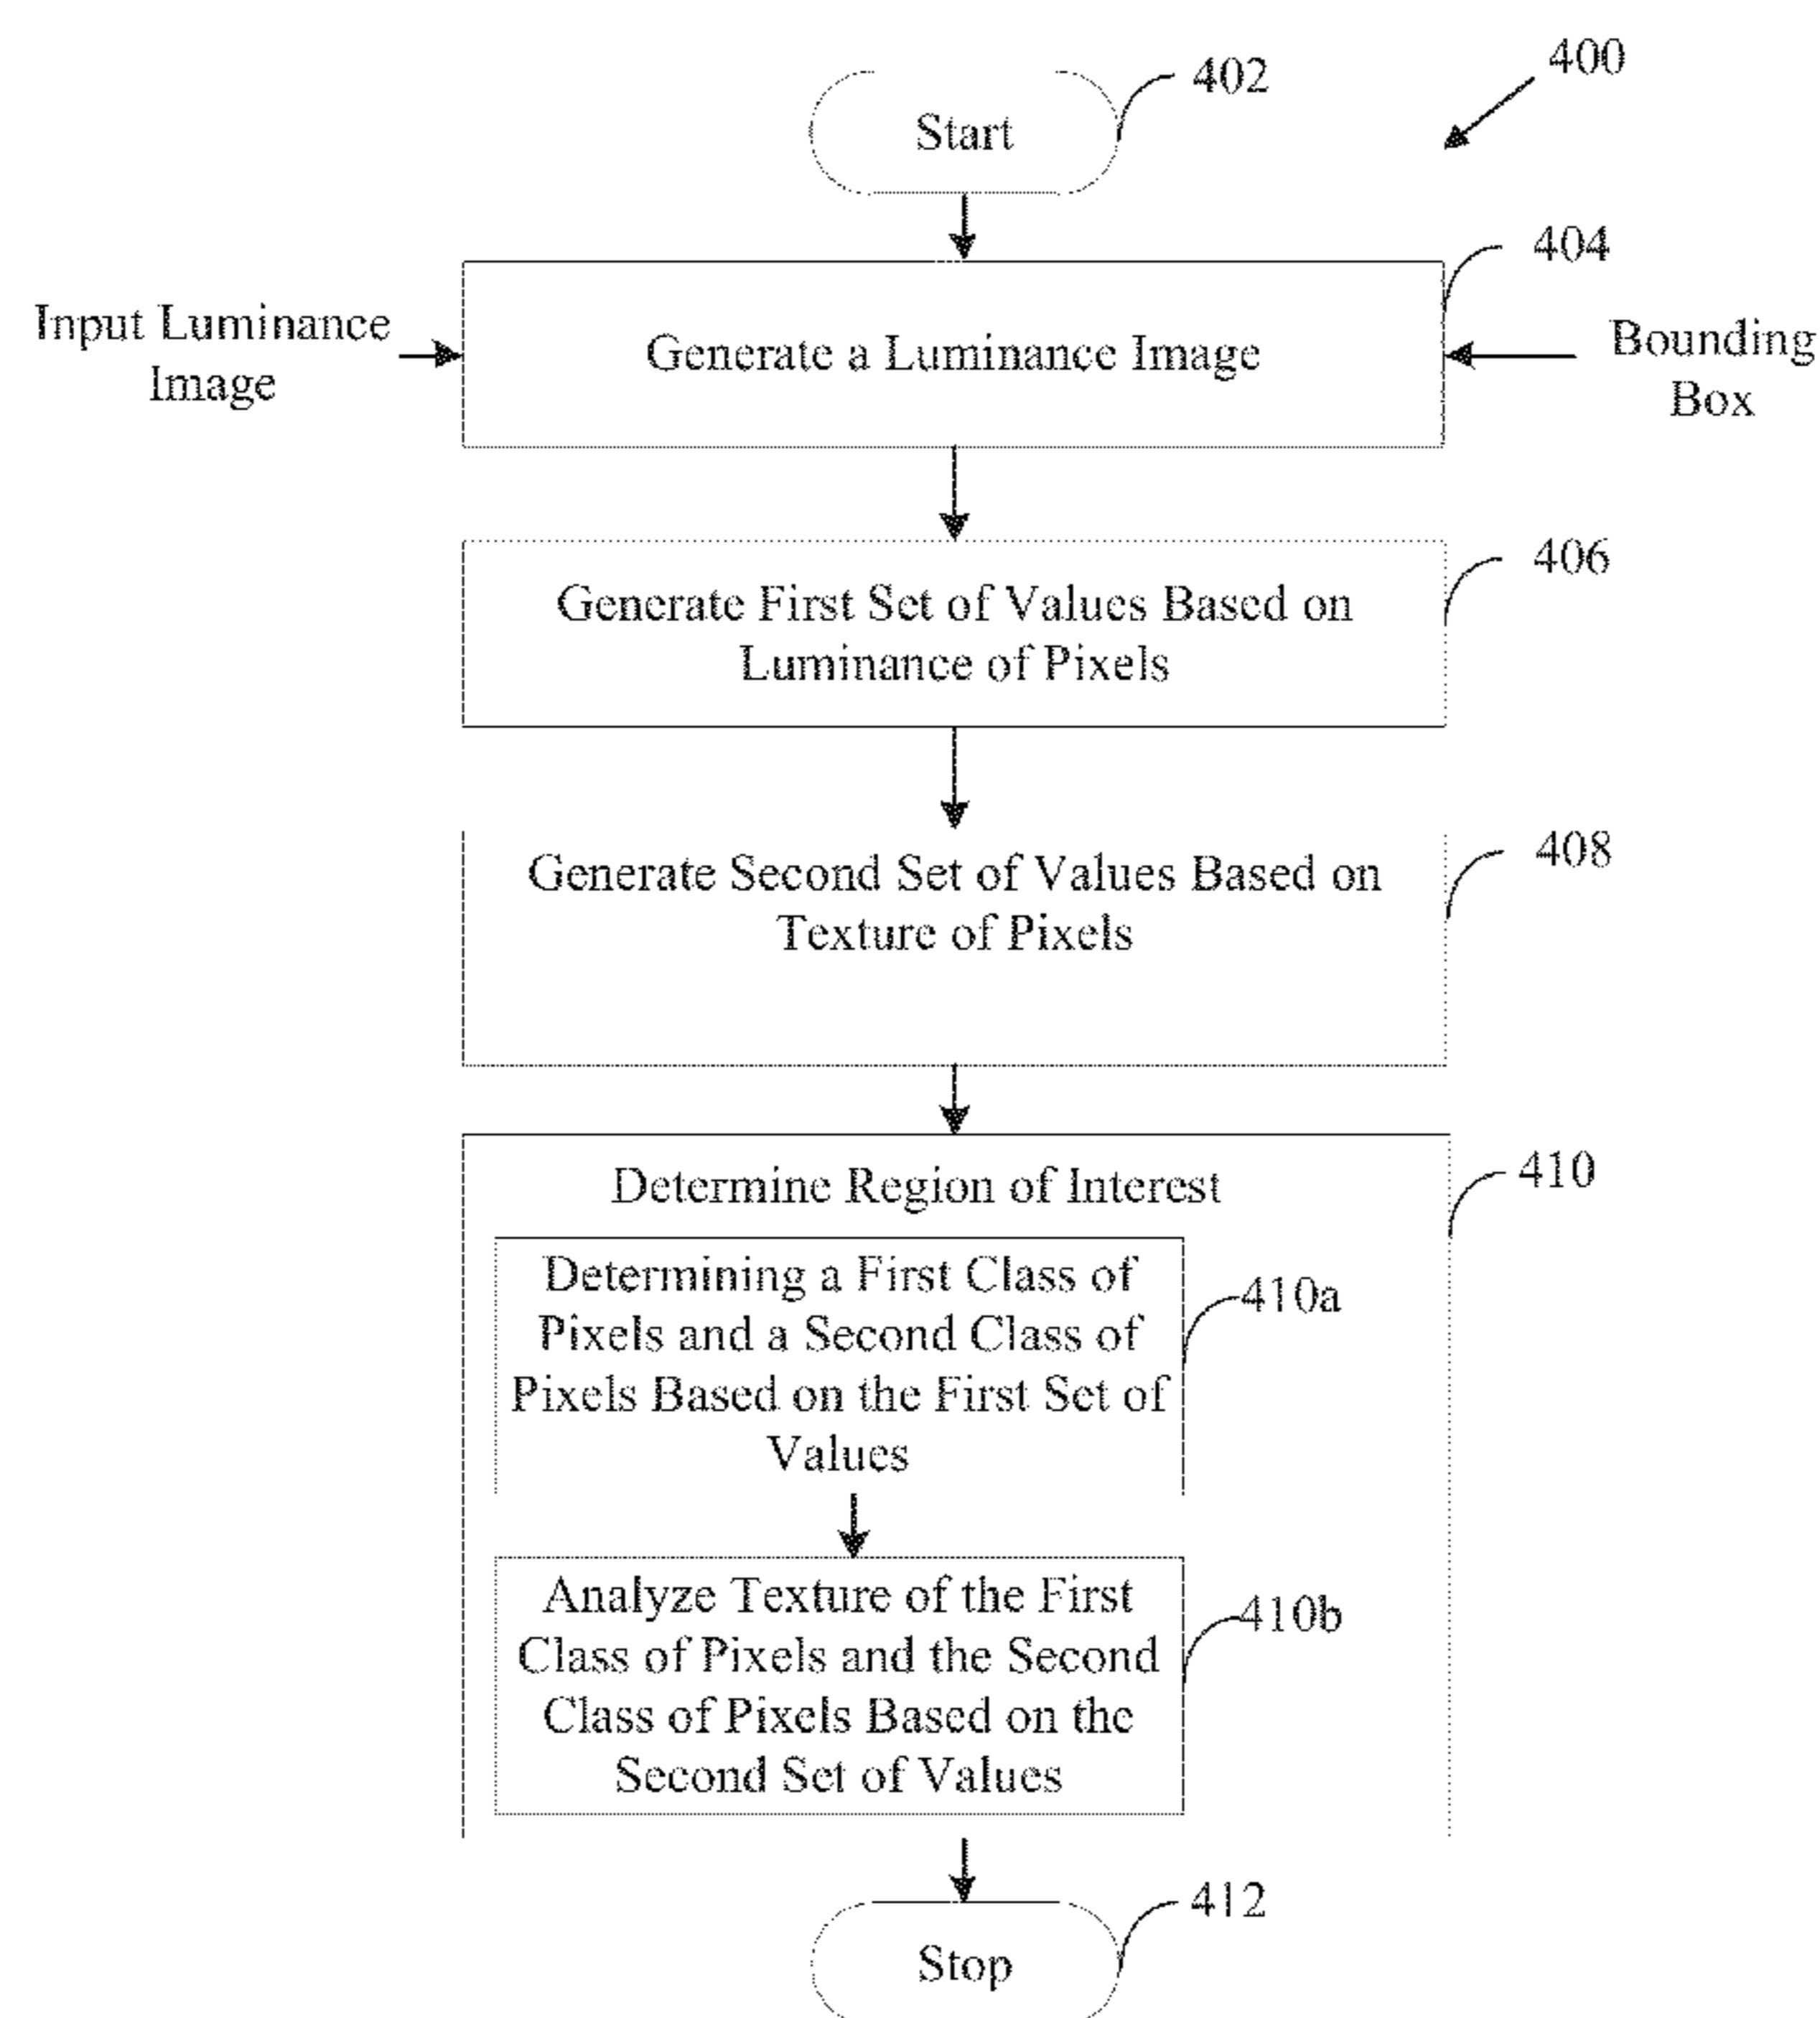 402
400
Start
404
Input Luminance
Image
Generate a Luminance Image
Bounding
Box
406
Generate First Set of Values Based on
Luminance of Pixels
408
Generate Second Set of Values Based on
Texture of Pixels
410
Determine Region of Interest
Determining a First Class of
Pixels and a Second Class of
Pixels Based on the First Set of
Values
410a
Analyze Texture of the First
Class of Pixels and the Second
Class of Pixels Based on the
Second Set of Values
410b
412
Stop